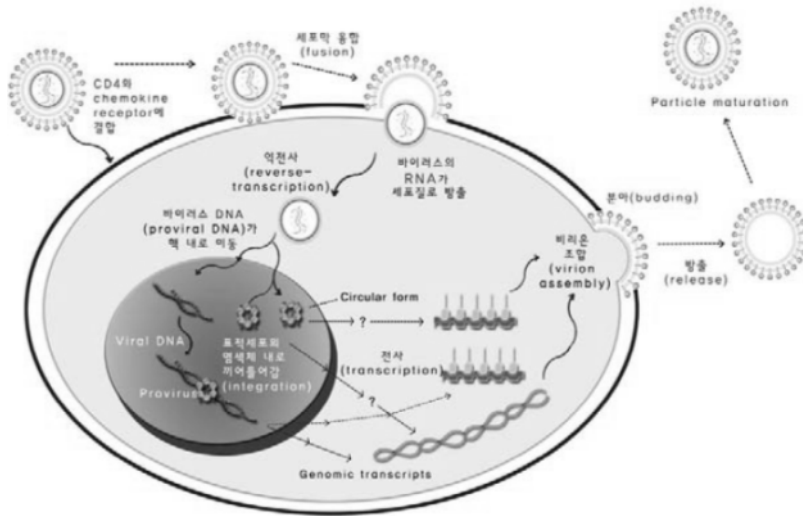 세포막 융합
(fusion)
CD4와
chemokine
receptor에
결합
Particle maturation
역전사
(reverse-
transcription)
바이러스의
RNA가
세포질로 방출
바이러스 DNA
(proviral DNA)가
핵 내로 이동
분아(budding)
비리온
조합
(virion
assembly)
방출
(release)
Circular form
?
Viral DNA
표적세포의
염색체 내로
끼어들어감
(integration)
전사
(transcription)
Provirus
?
Genomic transcripts